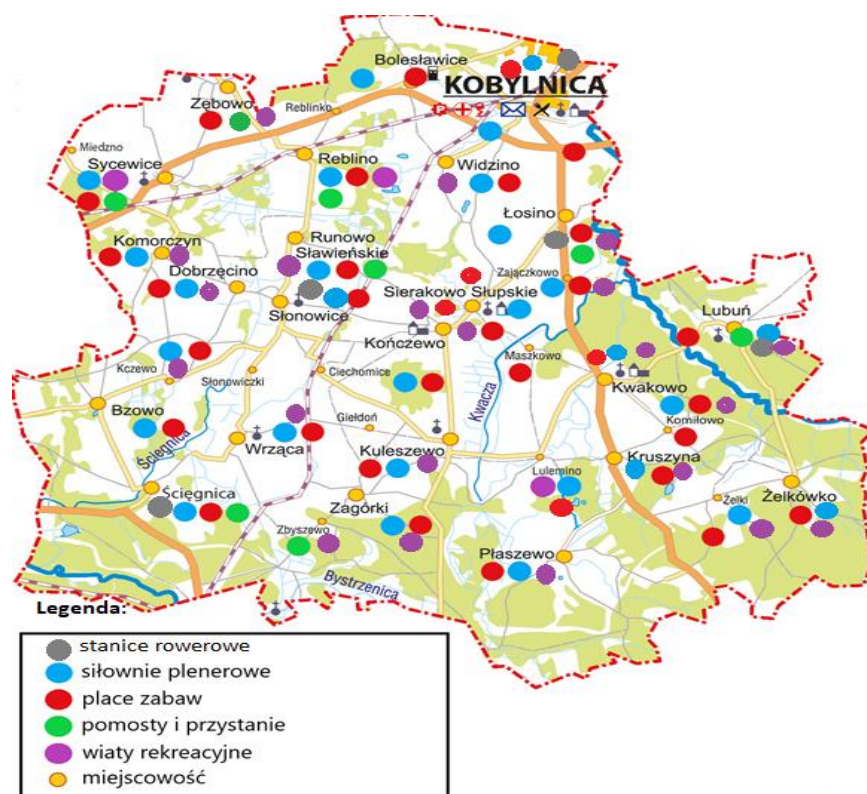 Bolesławice
KOBYLNICA
P
Zębowo
Reblinko
Miedzno
Sycewice
Reblino
Widzino
Łosino
Komorczyn
Runowo
Sławieńskie
Dobrzęcino
Zajączkowo
Sierakowo Słupskie
Lubuń
Słonowice
Kończewo
Maszkowo
Kczewo
Słonowiczki
Ciechomice
Kwacza
Kwakowo
Bzowo
Giełdoń
Komiłowo
Ścięgnica
Wrząca
Kuleszewo
Kruszyna
Lulemino
Ścięgnica
Zagórki
Żelki
Żelkówko
Zbyszewo
Płaszewo
Bystrzenica
Legenda:
stanice rowerowe
siłownie plenerowe
place zabaw
pomosty i przystanie
wiaty rekreacyjne
miejscowość